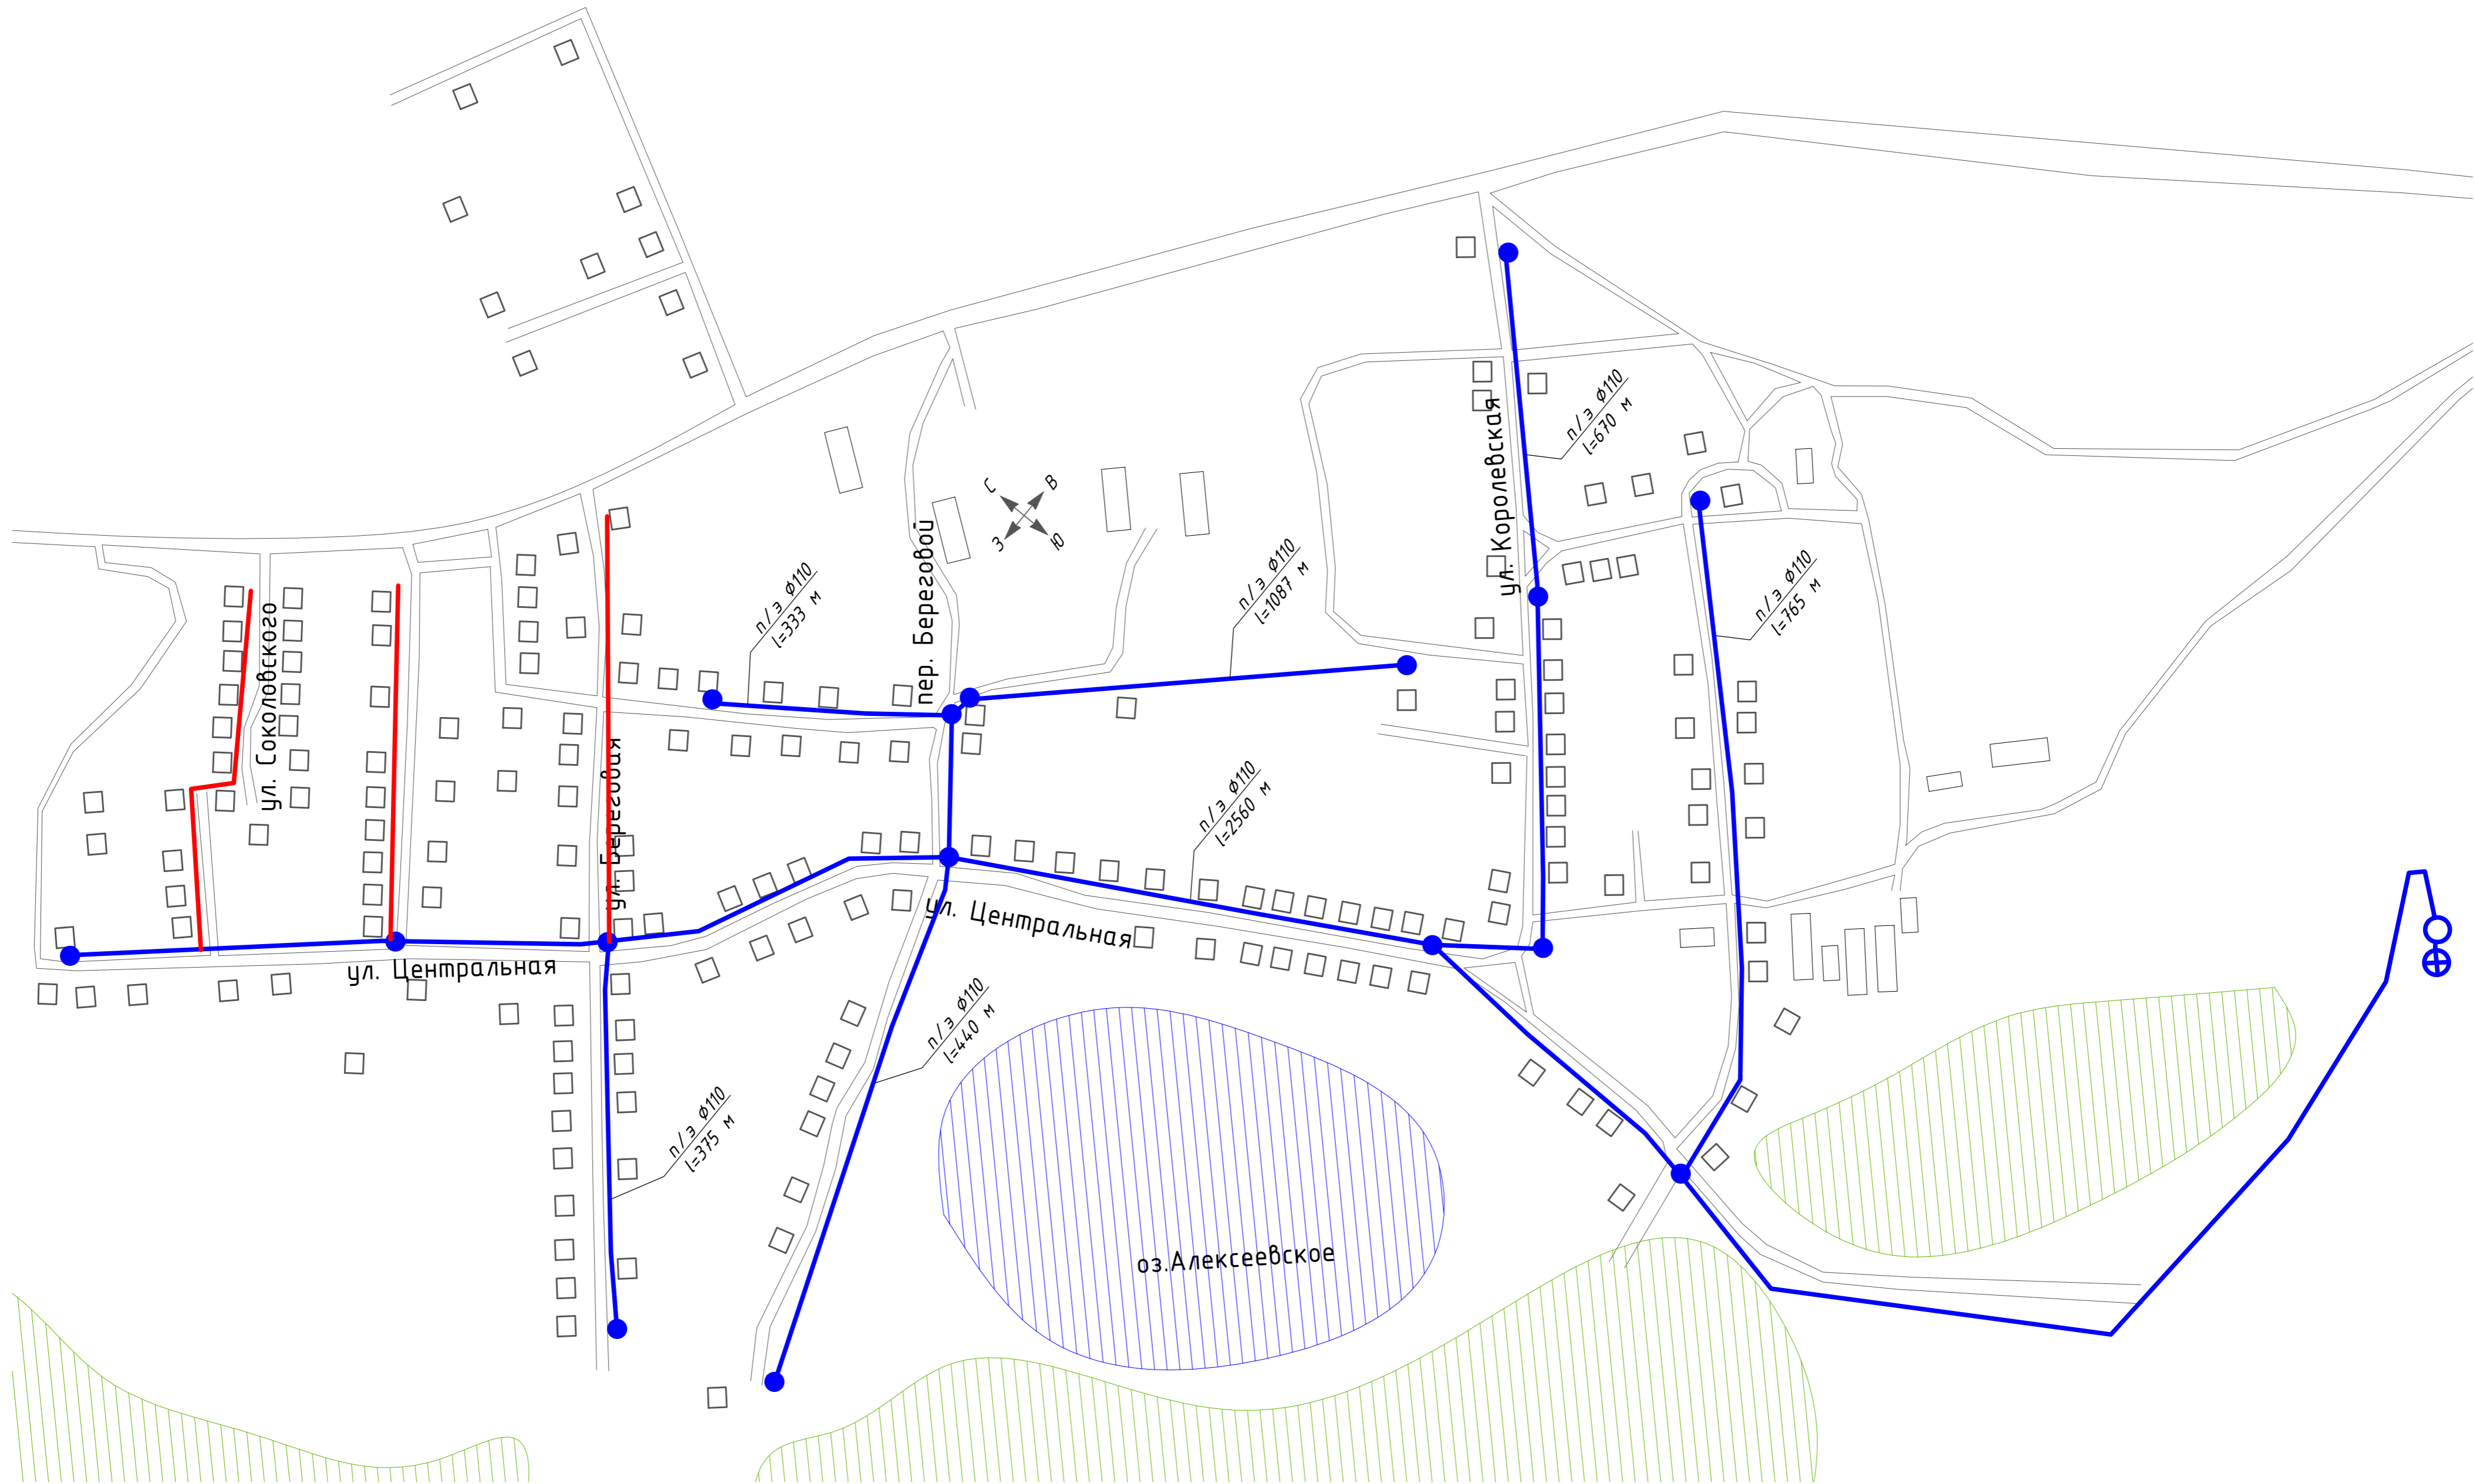 п/э ф110
l=670 м
ул. Королевская
С
В
З
Ю
пер. Береговой
п/э ф110
l=1087 м
п/э ф110
l=333 м
п/э ф110
l=765 м
ул. Соколовского
ул. Береговая
п/э ф110
l=2560 м
ул. Центральная
ул. Центральная
п/э ф110
l=440 м
п/э ф110
l=375 м
оз.Алексеевское